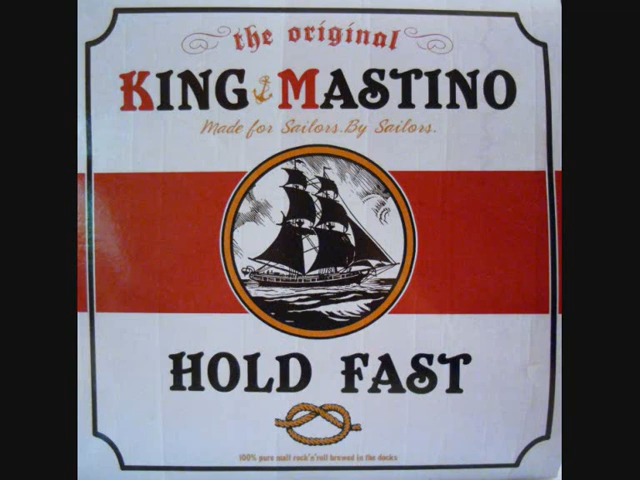 the original
KING MASTINO
Made for Sailors. By Sailors.
HOLD FAST
100% pure malt rock'n'roll brewed in the docks